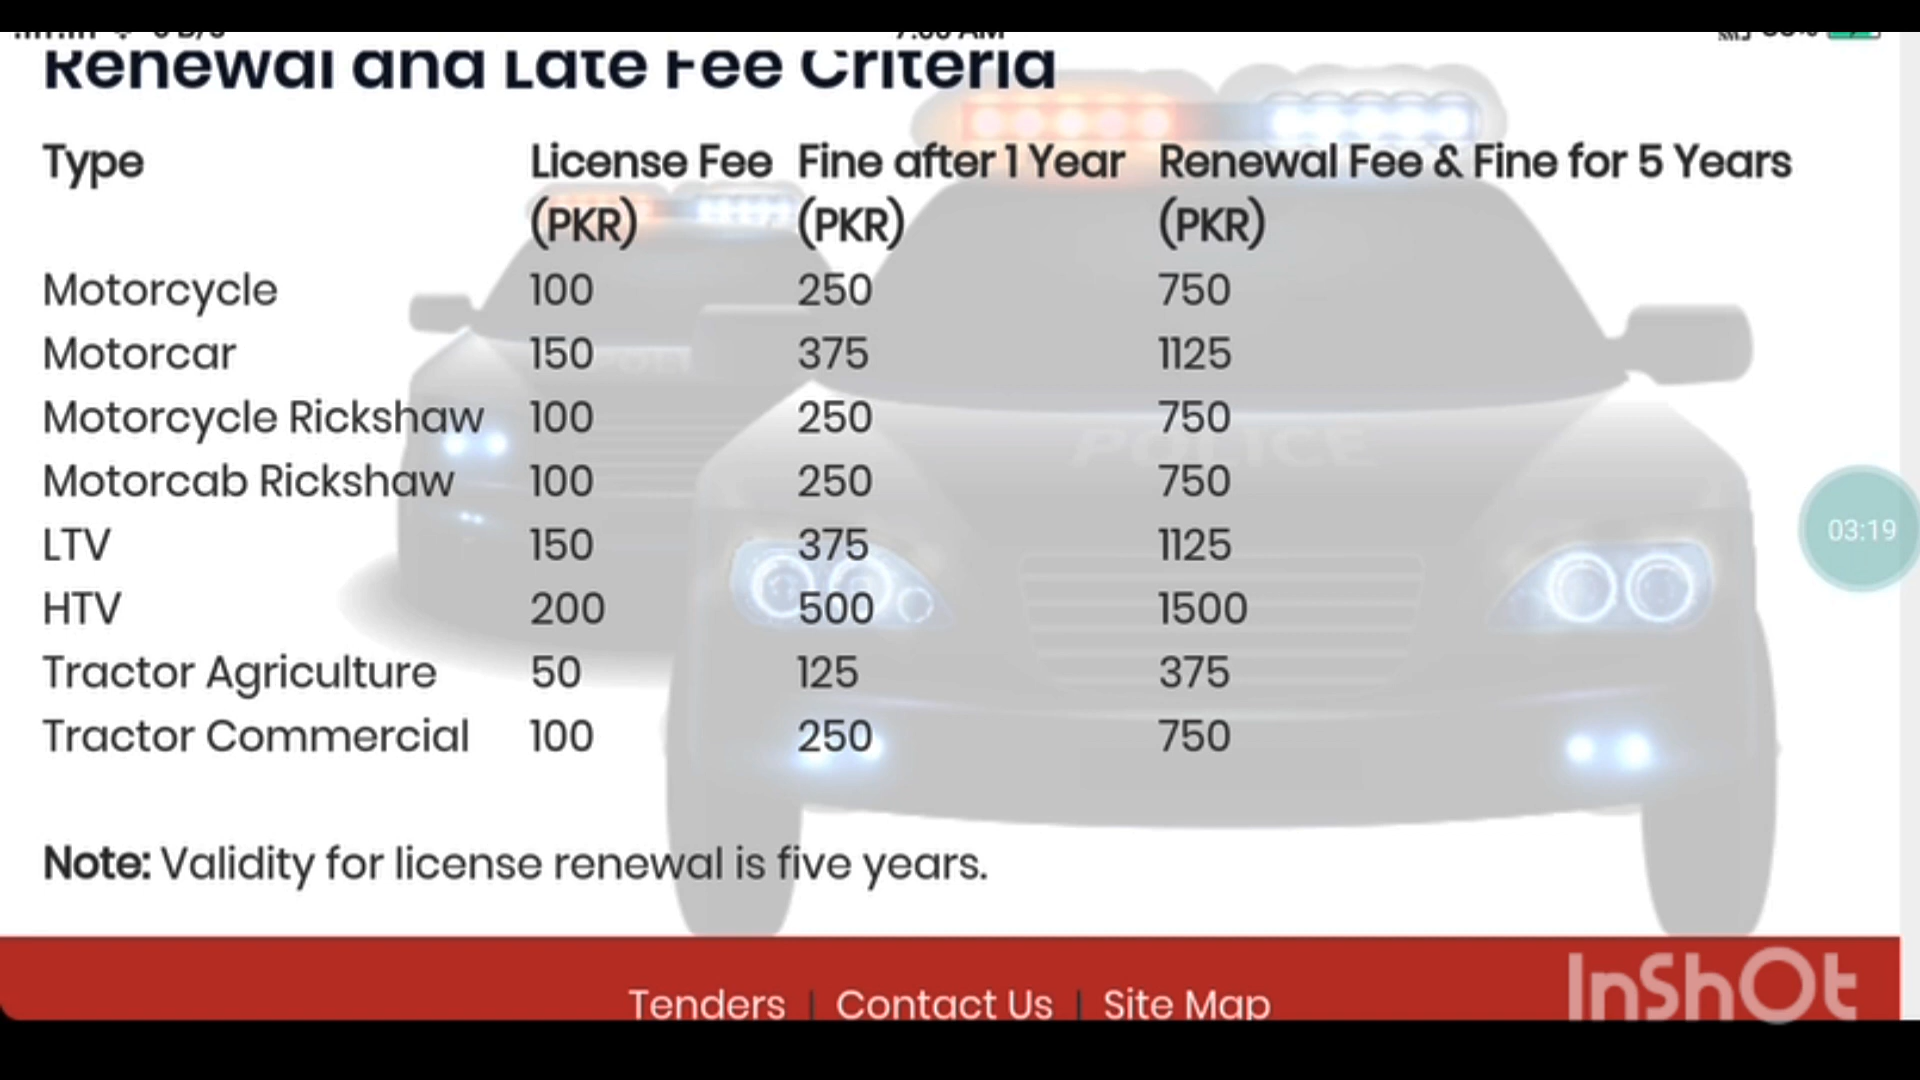 Renewal and Late Fee Criteria
Type License Fee (PKR) Fine after 1 Year (PKR) Renewal Fee & Fine for 5 Years (PKR)
Motorcycle 100 250 750
Motorcar 150 375 1125
Motorcycle Rickshaw 100 250 750
Motorcab Rickshaw 100 250 750
LTV 150 375 1125
HTV 200 500 1500
Tractor Agriculture 50 125 375
Tractor Commercial 100 250 750
POLICE
03:19
Note: Validity for license renewal is five years.
Tenders | Contact Us | Site Map
InShOt